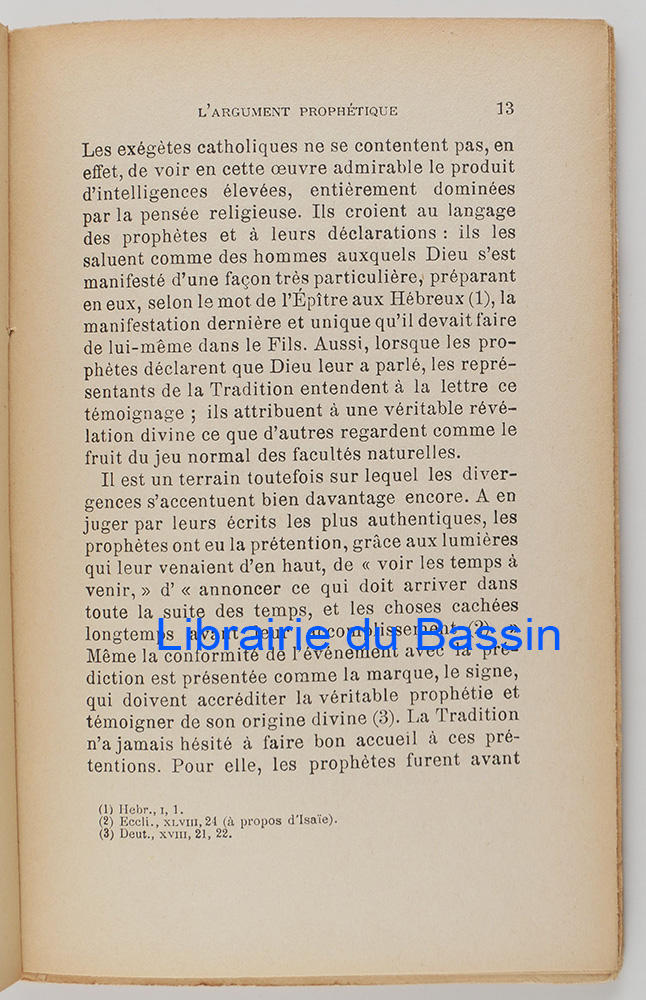 L'ARGUMENT PROPHÉTIQUE 13
Les exégètes catholiques ne se contentent pas, en
effet, de voir en cette œuvre admirable le produit
d'intelligences élevées, entièrement dominées
par la pensée religieuse. Ils croient au langage
des prophètes et à leurs déclarations : ils les
saluent comme des hommes auxquels Dieu s'est
manifesté d'une façon très particulière, préparant
en eux, selon le mot de l'Épître aux Hébreux (1), la
manifestation dernière et unique qu'il devait faire
de lui-même dans le Fils. Aussi, lorsque les pro-
phètes déclarent que Dieu leur a parlé, les repré-
sentants de la Tradition entendent à la lettre ce
témoignage ; ils attribuent à une véritable révé-
lation divine ce que d'autres regardent comme le
fruit du jeu normal des facultés naturelles.
Il est un terrain toutefois sur lequel les diver-
gences s'accentuent bien davantage encore. A en
juger par leurs écrits les plus authentiques, les
prophètes ont eu la prétention, grâce aux lumières
qui leur venaient d'en haut, de « voir les temps à
venir, » d' « annoncer ce qui doit arriver dans
toute la suite des temps, et les choses cachées
longtemps avant leur accomplissement (2). »
Librairie du Bassin
Même la conformité de l'événement avec la pré-
diction est présentée comme la marque, le signe,
qui doivent accréditer la véritable prophétie et
témoigner de son origine divine (3). La Tradition
n'a jamais hésité à faire bon accueil à ces pré-
tentions. Pour elle, les prophètes furent avant
(1) Hebr., I, 1.
(2) Eccli., XLVIII, 24 (à propos d'Isaïe).
(3) Deut., XVIII, 21, 22.